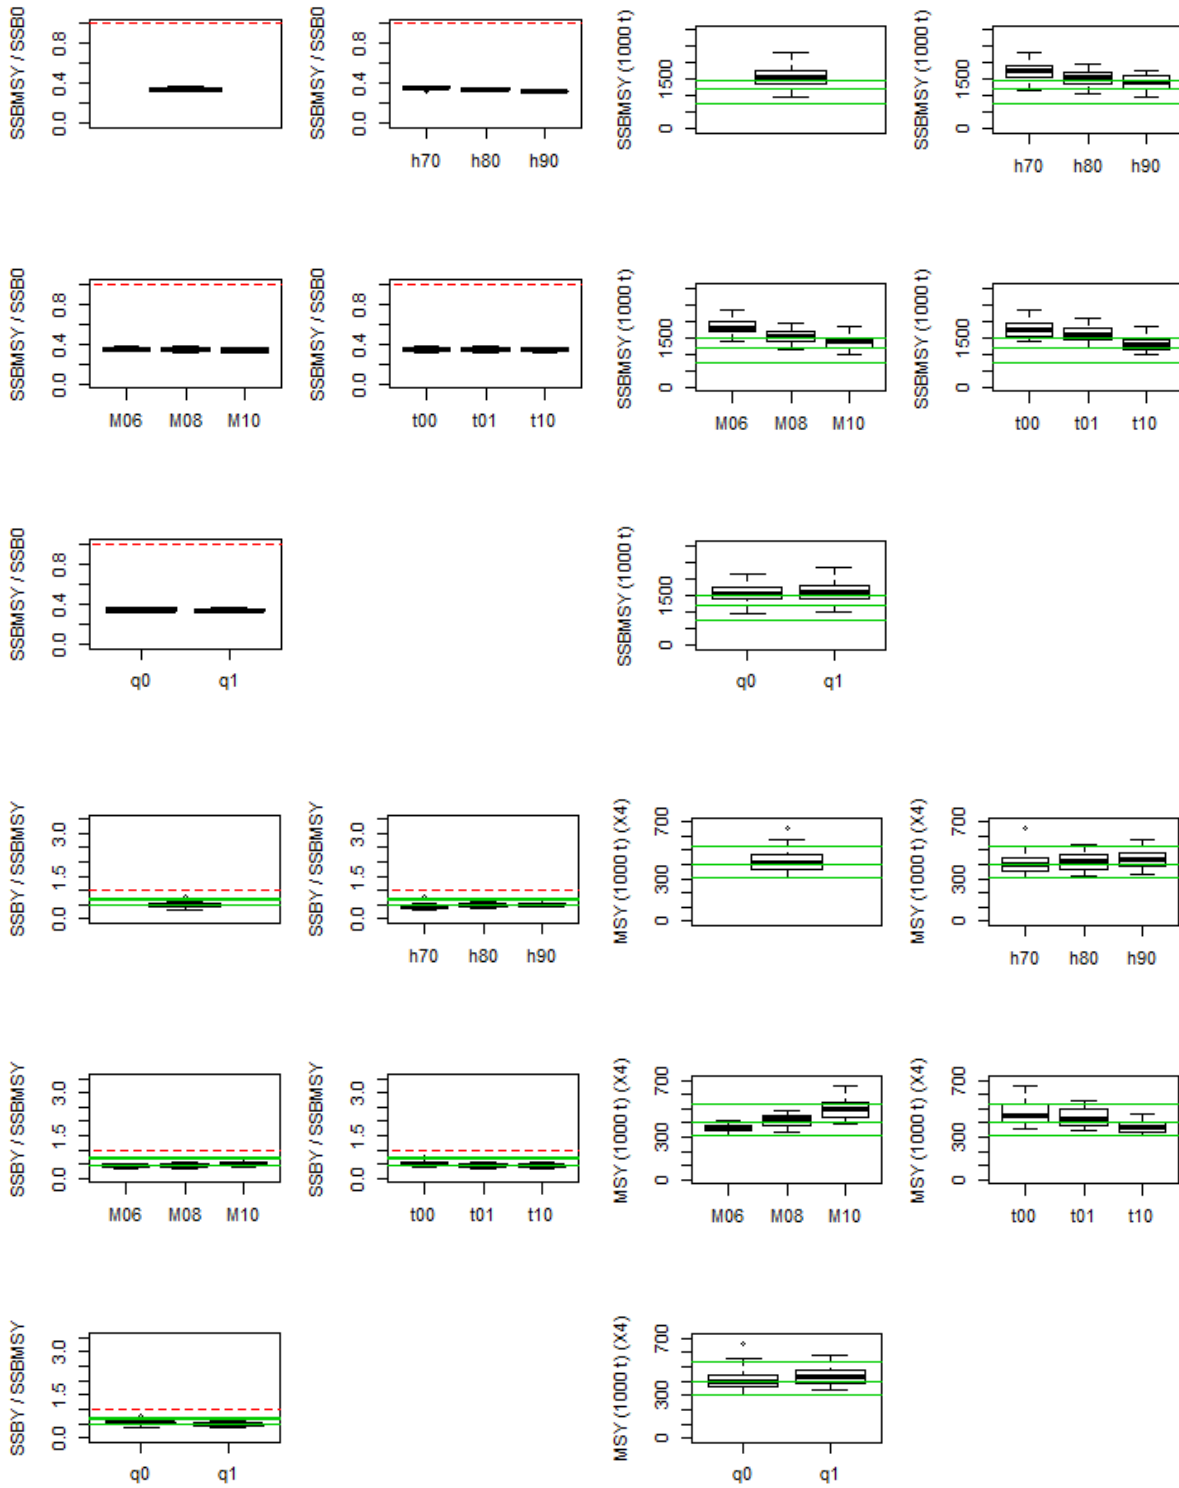 SSBMSY / SSB0
0.0 0.4 0.8
SSBMSY / SSB0
0.0 0.4 0.8
h70 h80 h90
SSBMSY (1000 t)
0 1500
SSBMSY (1000 t)
0 1500
h70 h80 h90
SSBMSY / SSB0
0.0 0.4 0.8
M06 M08 M10
SSBMSY / SSB0
0.0 0.4 0.8
t00 t01 t10
SSBMSY (1000 t)
0 1500
M06 M08 M10
SSBMSY (1000 t)
0 1500
t00 t01 t10
SSBMSY / SSB0
0.0 0.4 0.8
q0 q1
SSBMSY (1000 t)
0 1500
q0 q1
SSBY / SSBMSY
0.0 1.5 3.0
SSBY / SSBMSY
0.0 1.5 3.0
h70 h80 h90
MSY (1000 t) (X4)
0 300 700
MSY (1000 t) (X4)
0 300 700
h70 h80 h90
SSBY / SSBMSY
0.0 1.5 3.0
M06 M08 M10
SSBY / SSBMSY
0.0 1.5 3.0
t00 t01 t10
MSY (1000 t) (X4)
0 300 700
M06 M08 M10
MSY (1000 t) (X4)
0 300 700
t00 t01 t10
SSBY / SSBMSY
0.0 1.5 3.0
q0 q1
MSY (1000 t) (X4)
0 300 700
q0 q1